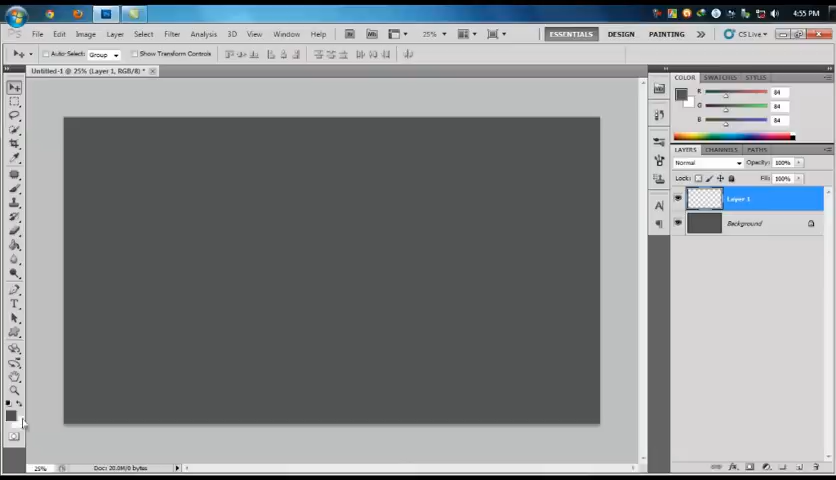 4:55 PM
File Edit Image Layer Select Filter Analysis 3D View Window Help 25% ESSENTIALS DESIGN PAINTING CS Live
Auto-Select: Group Show Transform Controls
Untitled-1 @ 25% (Layer 1, RGB/8) *
COLOR SWATCHES STYLES
R 84
G 84
B 84
LAYERS CHANNELS PATHS
Normal Opacity: 100%
Lock: Fill: 100%
Layer 1
Background
25% Doc: 20.0M/0 bytes